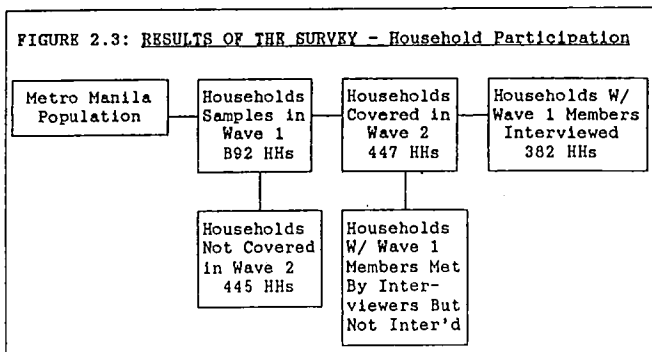 FIGURE 2.3: RESULTS OF THE SURVEY - Household Participation
Metro Manila
Population
Households
Samples in
Wave 1
B92 HHs
Households
Covered in
Wave 2
447 HHs
Households W/
Wave 1 Members
Interviewed
382 HHs
Households
Not Covered
in Wave 2
445 HHs
Households
W/ Wave 1
Members Met
By Inter-
viewers But
Not Inter'd